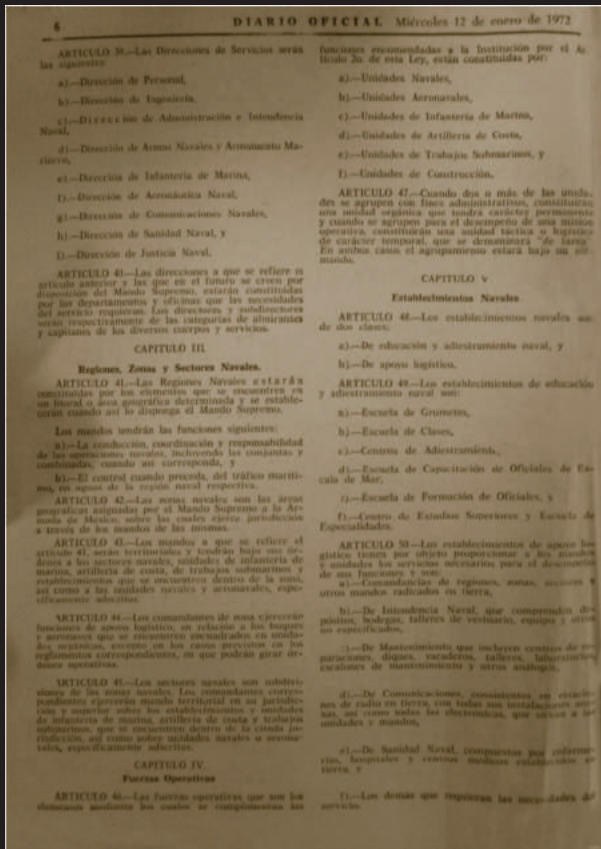 6
DIARIO OFICIAL Miércoles 12 de enero de 1972
ARTICULO 39.—Las Direcciones de Servicios serán
las siguientes:
a).—Dirección de Personal,
b).—Dirección de Ingeniería,
c).—Dirección de Administración e Intendencia
Naval,
d).—Dirección de Armas Navales y Armamento Ma-
rinero,
e).—Dirección de Infantería de Marina,
f).—Dirección de Aeronáutica Naval,
g).—Dirección de Comunicaciones Navales,
h).—Dirección de Sanidad Naval, y
i).—Dirección de Justicia Naval.
ARTICULO 40.—Las direcciones a que se refiere el
artículo anterior y las que en el futuro se creen por
disposición del Mando Supremo, estarán constituidas
por los departamentos y oficinas que las necesidades
del servicio requieran. Los directores y subdirectores
serán respectivamente de las categorías de almirantes
y capitanes de los diversos cuerpos y servicios.
CAPITULO III.
Regiones, Zonas y Sectores Navales.
ARTICULO 41.—Las Regiones Navales estarán
constituidas por los elementos que se encuentren en
un litoral o área geográfica determinada y se estable-
cerán cuando así lo disponga el Mando Supremo.
Los mandos tendrán las funciones siguientes:
a).—La conducción, coordinación y responsabilidad
de las operaciones navales, incluyendo las conjuntas y
combinadas, cuando así corresponda, y
b).—El control cuando proceda, del tráfico maríti-
mo, en aguas de la región naval respectiva.
ARTICULO 42.—Las zonas navales son las áreas
geográficas asignadas por el Mando Supremo a la Ar-
mada de México, sobre las cuales ejerce jurisdicción
a través de los mandos de las mismas.
ARTICULO 43.—Los mandos a que se refiere el
artículo 41, serán territoriales y tendrán bajo sus ór-
denes a los sectores navales, unidades de infantería de
marina, artillería de costa, de trabajos submarinos y
establecimientos que se encuentren dentro de la zona,
así como a las unidades navales y aeronavales, espe-
cíficamente adscritas.
ARTICULO 44.—Los comandantes de zona ejercerán
funciones de apoyo logístico, en relación a los buques
y aeronaves que se encuentren encuadrados en unida-
des orgánicas, excepto en los casos previstos en los
reglamentos correspondientes, en que podrán girar ór-
denes operativas.
ARTICULO 45.—Los sectores navales son subdivi-
siones de las zonas navales. Los comandantes corres-
pondientes ejercerán mando territorial en su jurisdic-
ción y superior sobre los establecimientos y unidades
de infantería de marina, artillería de costa y trabajos
submarinos, que se encuentren dentro de la citada ju-
risdicción, así como sobre unidades navales o aerona-
vales, específicamente adscritas.
CAPITULO IV.
Fuerzas Operativas
ARTICULO 46.—Las fuerzas operativas que son los
elementos mediante los cuales se cumplimentan las
funciones encomendadas a la Institución por el Ar-
tículo 2o. de esta Ley, están constituidas por:
a).—Unidades Navales,
b).—Unidades Aeronavales,
c).—Unidades de Infantería de Marina,
d).—Unidades de Artillería de Costa,
e).—Unidades de Trabajos Submarinos, y
f).—Unidades de Construcción,
ARTICULO 47.—Cuando dos o más de las unida-
des se agrupen con fines administrativos, constituirán
una unidad orgánica que tendrá carácter permanente
y cuando se agrupen para el desempeño de una misión
operativa, constituirán una unidad táctica o logística
de carácter temporal, que se denominará "de tarea".
En ambos casos el agrupamiento estará bajo un solo
mando.
CAPITULO V
Establecimientos Navales
ARTICULO 48.—Los establecimientos navales son
de dos clases:
a).—De educación y adiestramiento naval, y
b).—De apoyo logístico.
ARTICULO 49.—Los establecimientos de educación
y adiestramiento naval son:
a).—Escuela de Grumetes,
b).—Escuela de Clases,
c).—Centros de Adiestramiento,
d).—Escuela de Capacitación de Oficiales de Es-
cala de Mar,
e).—Escuela de Formación de Oficiales, y
f).—Centro de Estudios Superiores y Escuela de
Especialidades.
ARTICULO 50.—Los establecimientos de apoyo lo-
gístico tienen por objeto proporcionar a los mandos
y unidades los servicios necesarios para el desempeño
de sus funciones y son:
a).—Comandancias de regiones, zonas, sectores y
otros mandos radicados en tierra,
b).—De Intendencia Naval, que comprenden de-
pósitos, bodegas, talleres de vestuario, equipo y otros
no especificados,
c).—De Mantenimiento que incluyen centros de re-
paraciones, diques, varaderos, talleres, laboratorios,
escalones de mantenimiento y otros análogos,
d).—De Comunicaciones, consistentes en estacio-
nes de radio en tierra, con todas sus instalaciones ane-
xas, así como todas las electrónicas, que sirvan a las
unidades y mandos,
e).—De Sanidad Naval, compuestos por enferme-
rías, hospitales y centros médicos establecidos en
tierra, y
f).—Los demás que requieran las necesidades del
servicio.